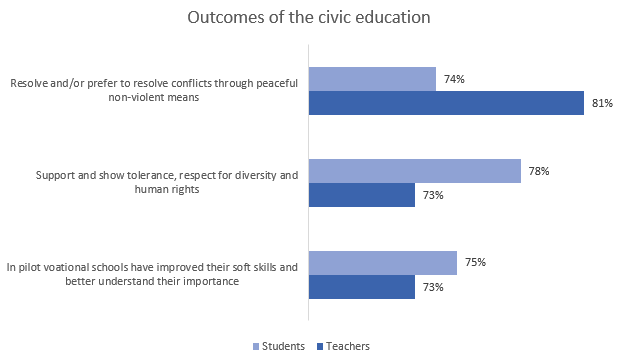 Outcomes of the civic education
Resolve and/or prefer to resolve conflicts through peaceful
non-violent means
74%
81%
Support and show tolerance, respect for diversity and
human rights
78%
73%
In pilot voational schools have improved their soft skills and
better understand their importance
75%
73%
Students Teachers